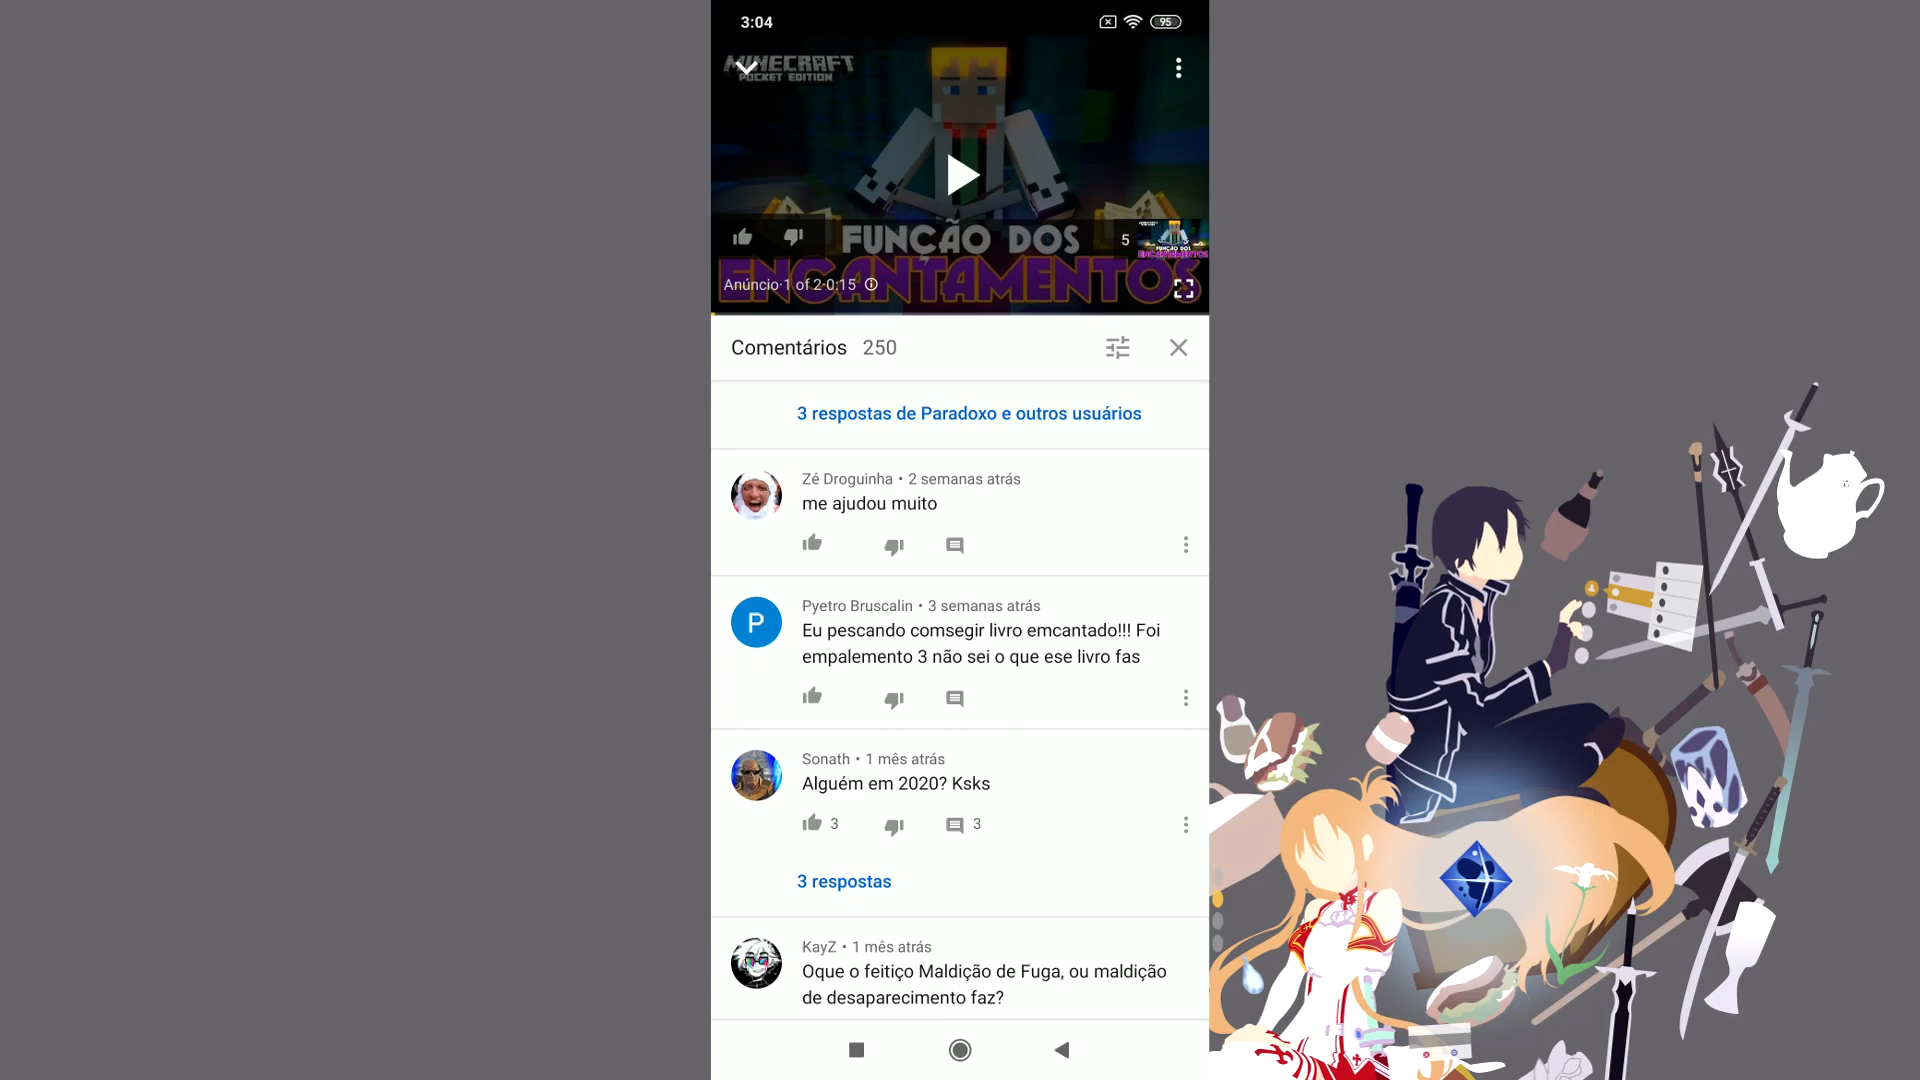 3:04
95
MINECRAFT
POCKET EDITION
FUNÇÃO DOS
ENCANTAMENTOS
5
FUNÇÃO DOS
ENCANTAMENTOS
Anúncio·1 of 2·0:15
Comentários 250
3 respostas de Paradoxo e outros usuários
Zé Droguinha • 2 semanas atrás
me ajudou muito
P
Pyetro Bruscalin • 3 semanas atrás
Eu pescando comsegir livro emcantado!!! Foi
empalemento 3 não sei o que ese livro fas
Sonath • 1 mês atrás
Alguém em 2020? Ksks
3 3
3 respostas
KayZ • 1 mês atrás
Oque o feitiço Maldição de Fuga, ou maldição
de desaparecimento faz?